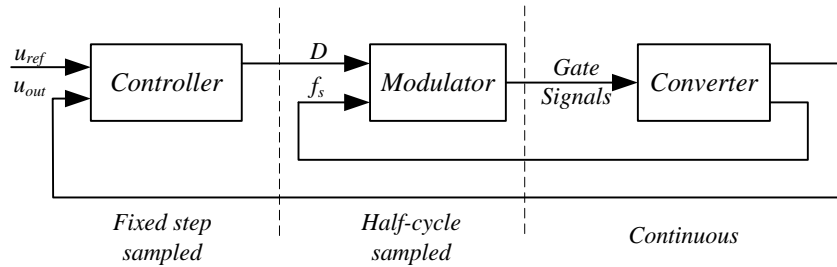 u_ref
u_out
Controller
D
f_s
Modulator
Gate
Signals
Converter
Fixed step
sampled
Half-cycle
sampled
Continuous